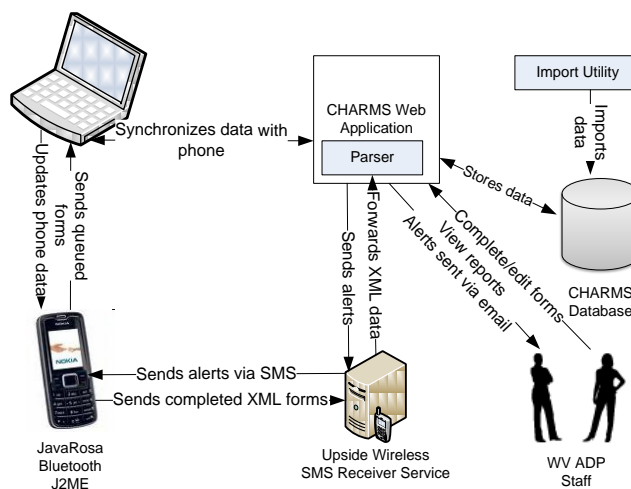 Import Utility
CHARMS Web
Application
Parser
Synchronizes data with
phone
Imports
data
Updates phone data
Sends queued
forms
Stores data
Sends alerts
Forwards XML data
Complete/edit forms
View reports
Alerts sent via email
CHARMS
Database
NOKIA
Sends alerts via SMS
Sends completed XML forms
JavaRosa
Bluetooth
J2ME
Upside Wireless
SMS Receiver Service
WV ADP
Staff